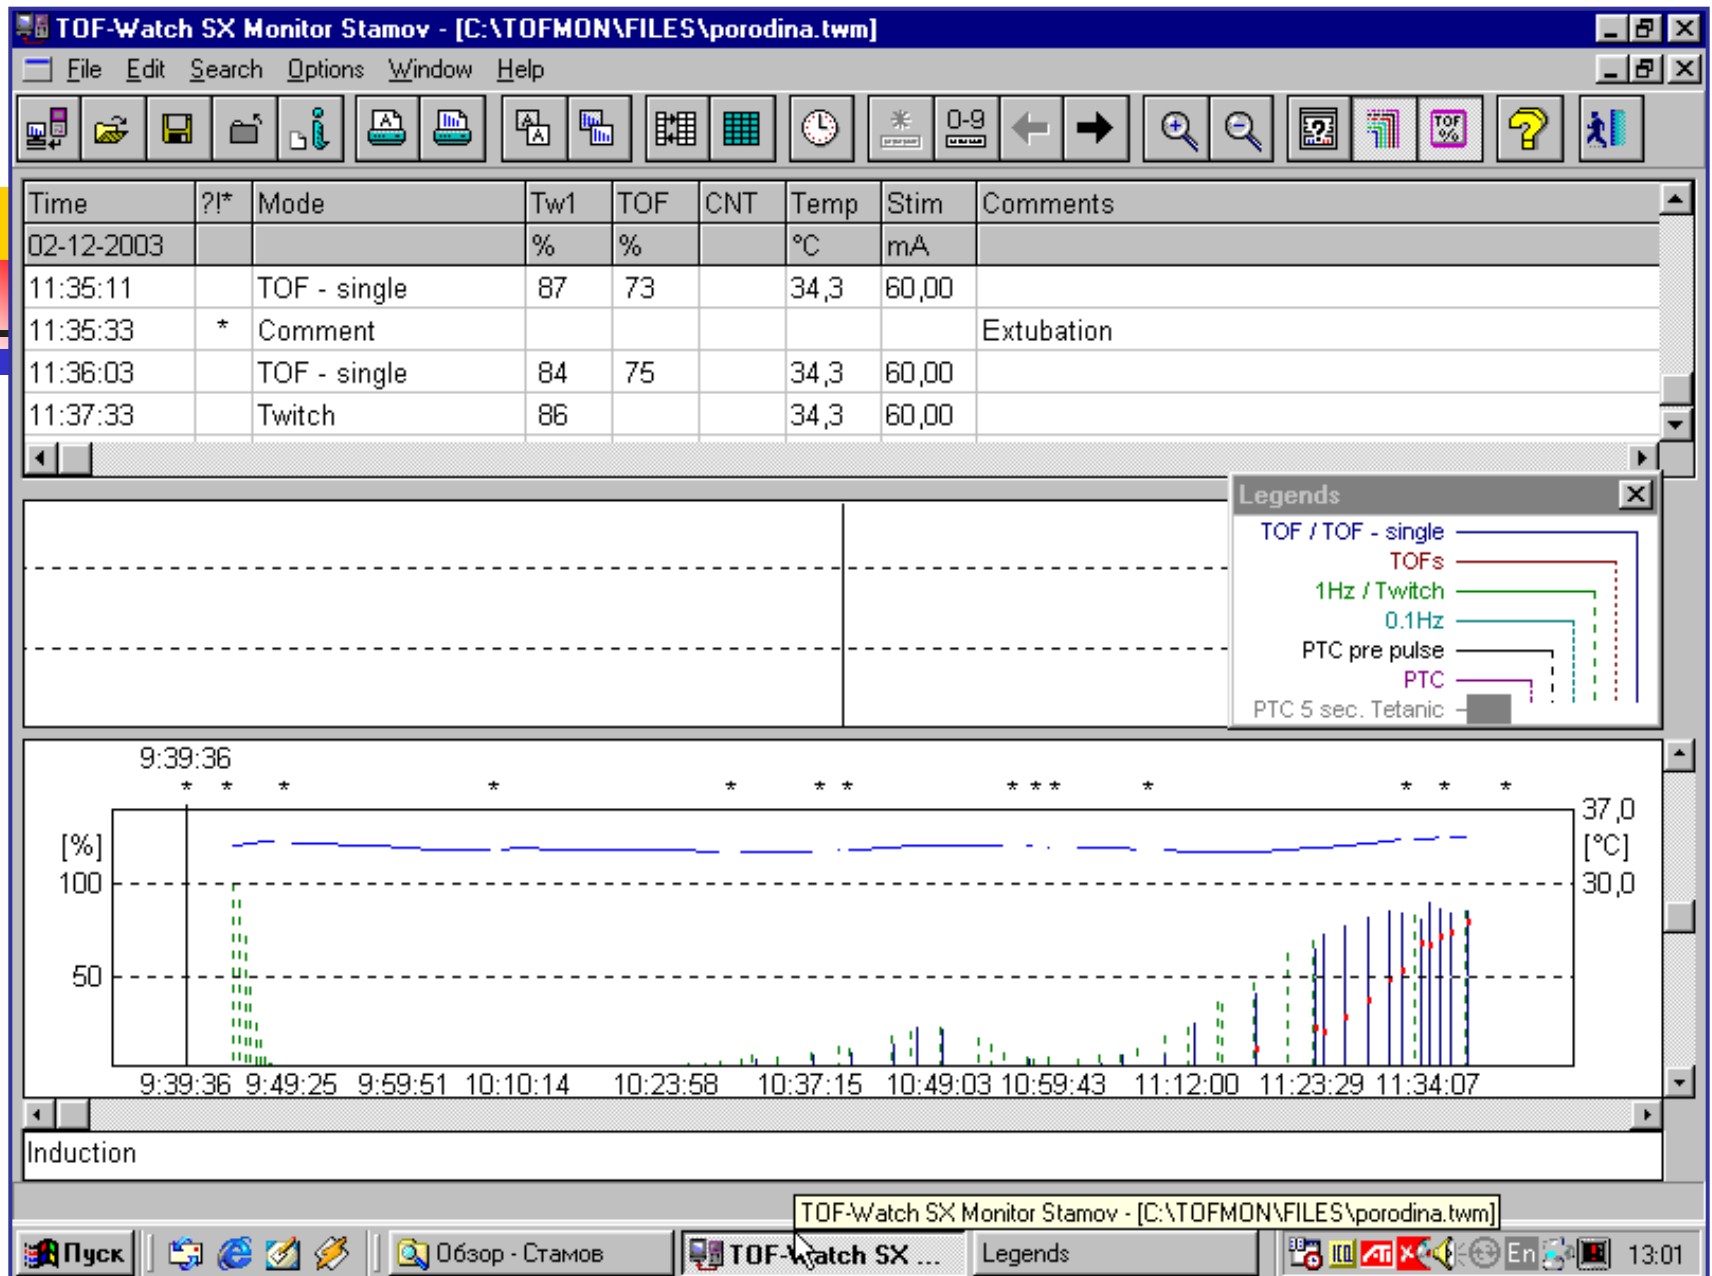 TOF-Watch SX Monitor Stamov - [C:\TOFMON\FILES\porodina.twm]
File Edit Search Options Window Help
0-9
TOF %
Time ?!* Mode Tw1 TOF CNT Temp Stim Comments
02-12-2003 % % °C mA
11:35:11 TOF - single 87 73 34,3 60,00
11:35:33 * Comment Extubation
11:36:03 TOF - single 84 75 34,3 60,00
11:37:33 Twitch 86 34,3 60,00
Legends
TOF / TOF - single
TOFs
1Hz / Twitch
0.1Hz
PTC pre pulse
PTC
PTC 5 sec. Tetanic
9:39:36
* * * * * * * * * * * * * *
37,0
[%] [°C]
100 30,0
50
9:39:36 9:49:25 9:59:51 10:10:14 10:23:58 10:37:15 10:49:03 10:59:43 11:12:00 11:23:29 11:34:07
Induction
TOF-Watch SX Monitor Stamov - [C:\TOFMON\FILES\porodina.twm]
Пуск Обзор - Стамов TOF-Watch SX ... Legends ATI En 13:01